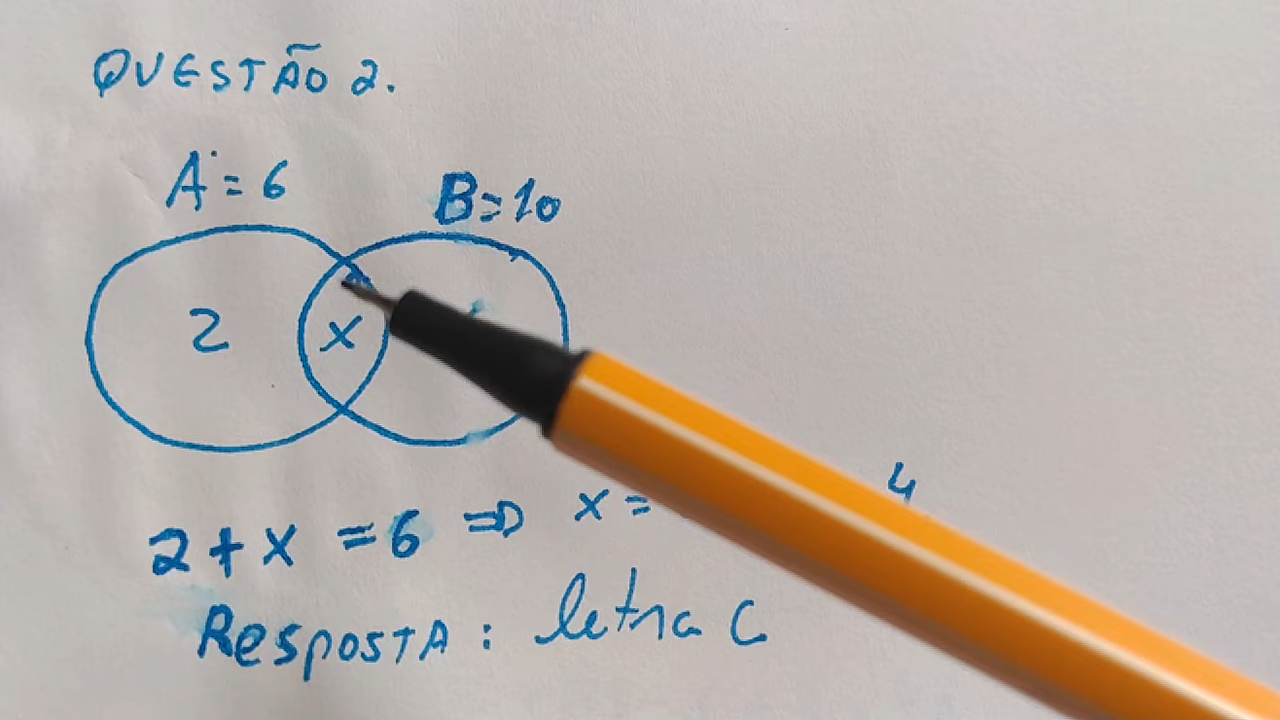 QUESTÃO 2.
A = 6
B = 10
2
x
2 + x = 6 ⇒ x =
4
Resposta: letra C